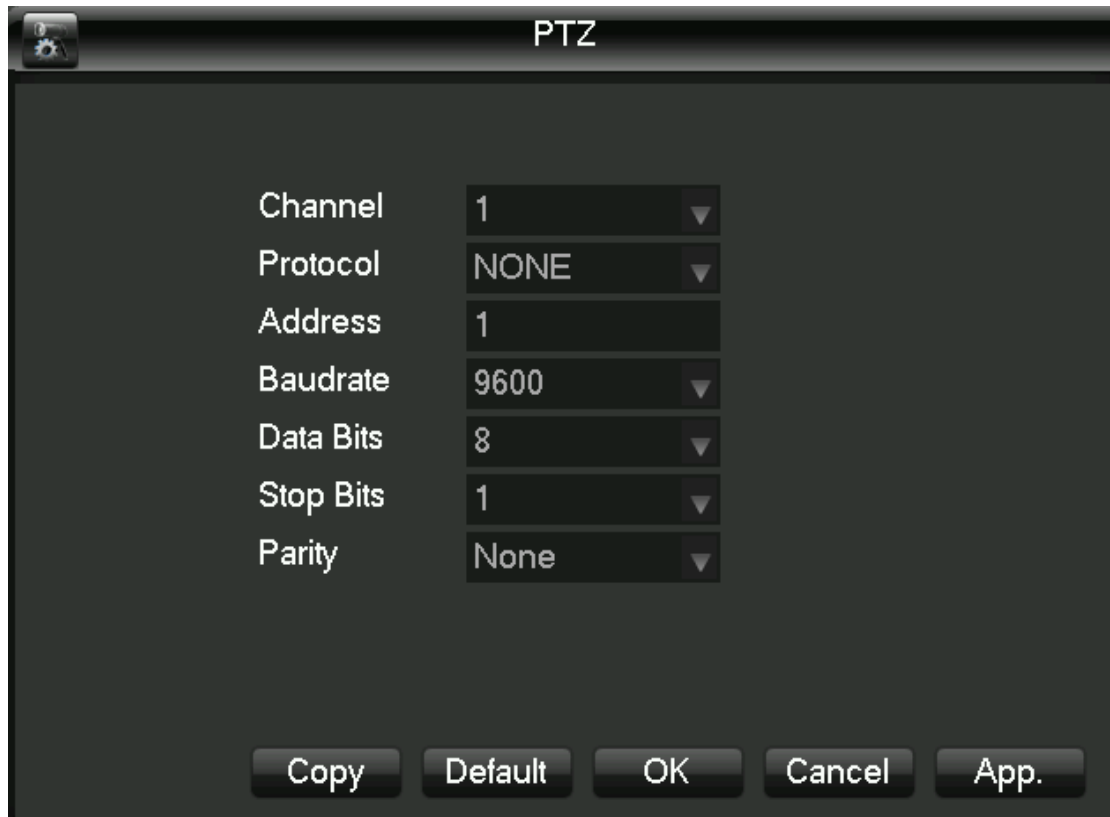 PTZ
Channel 1
Protocol NONE
Address 1
Baudrate 9600
Data Bits 8
Stop Bits 1
Parity None
Copy Default OK Cancel App.